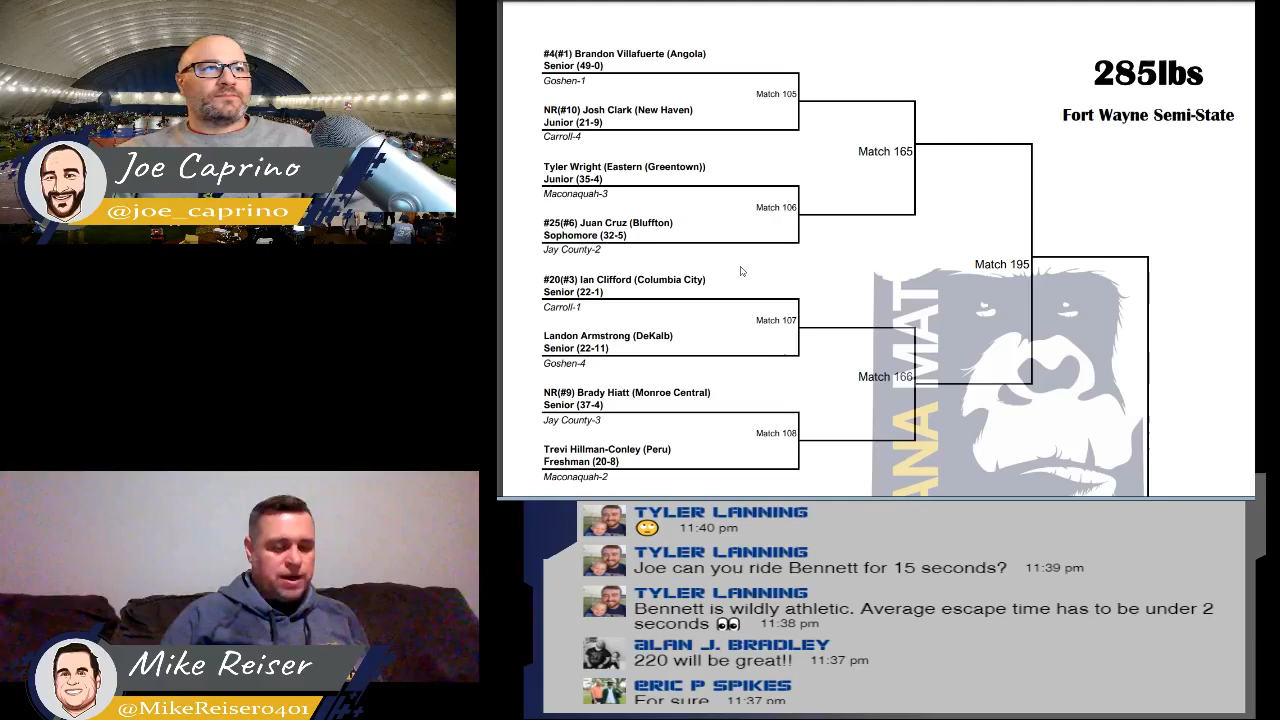 Joe Caprino
@joe_caprino
#4(#1) Brandon Villafuerte (Angola)
Senior (49-0)
Goshen-1
Match 105
NR(#10) Josh Clark (New Haven)
Junior (21-9)
Carroll-4
Match 165
Tyler Wright (Eastern (Greentown))
Junior (35-4)
Maconaquah-3
Match 106
#25(#6) Juan Cruz (Bluffton)
Sophomore (32-5)
Jay County-2
Match 195
#20(#3) Ian Clifford (Columbia City)
Senior (22-1)
Carroll-1
Match 107
Landon Armstrong (DeKalb)
Senior (22-11)
Goshen-4
Match 166
NR(#9) Brady Hiatt (Monroe Central)
Senior (37-4)
Jay County-3
Match 108
Trevi Hillman-Conley (Peru)
Freshman (20-8)
Maconaquah-2
285lbs
Fort Wayne Semi-State
ANA MAT
Mike Reiser
@MikeReiser0401
TYLER LANNING
🙄 11:40 pm
TYLER LANNING
Joe can you ride Bennett for 15 seconds? 11:39 pm
TYLER LANNING
Bennett is wildly athletic. Average escape time has to be under 2
seconds 👀 11:38 pm
ALAN J. BRADLEY
220 will be great!! 11:37 pm
ERIC P SPIKES
For sure 11:37 pm